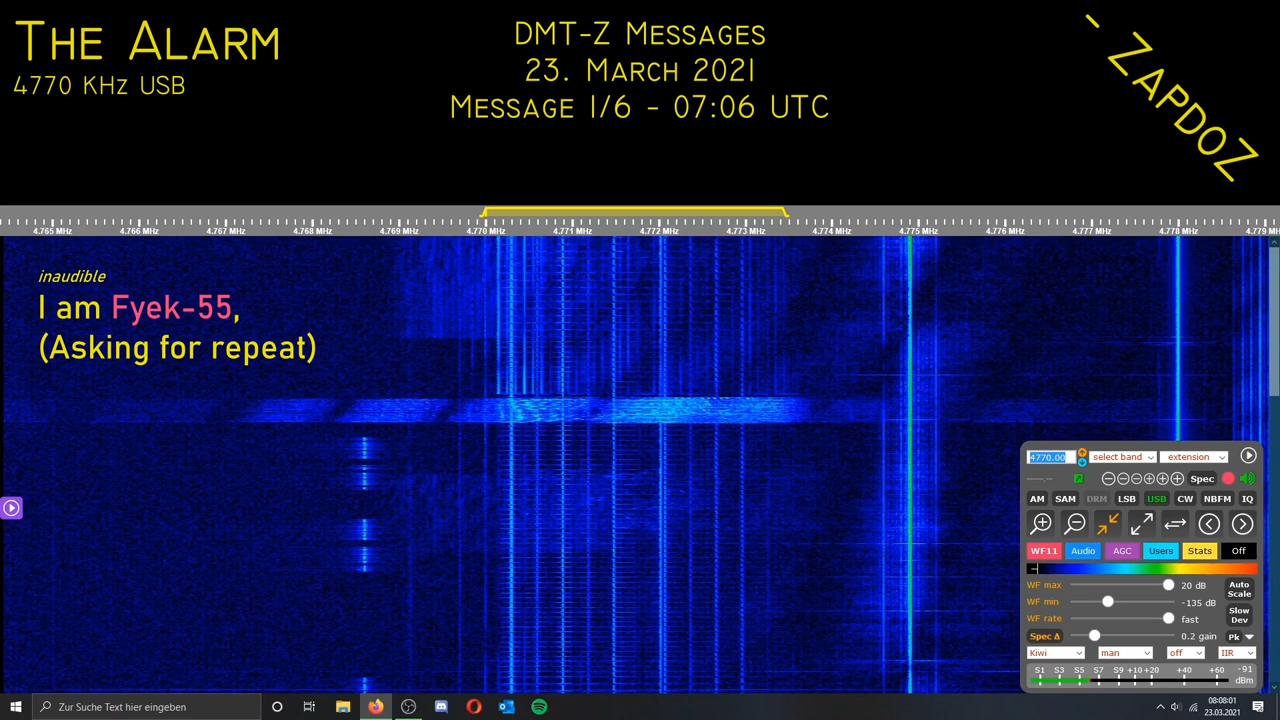 THE ALARM
4770 KHZ USB
DMT-Z MESSAGES
23. MARCH 2021
MESSAGE 1/6 - 07:06 UTC
- ZAPDOZ
4.765 MHz 4.766 MHz 4.767 MHz 4.768 MHz 4.769 MHz 4.770 MHz 4.771 MHz 4.772 MHz 4.773 MHz 4.774 MHz 4.775 MHz 4.776 MHz 4.777 MHz 4.778 MHz 4.779 MH
inaudible
I am Fyek-55,
(Asking for repeat)
4770.00 select band extension
Spec
AM SAM DRM LSB USB CW NBFM IQ
WF11 Audio AGC Users Stats Off
WF max 20 dB Auto Scale
WF min -135 dB
WF rate fast Slow Dev
Spec Δ 0.2 gain Pk
Kiwi man off IIR
S1 S3 S5 S7 S9 +10 +20 +40 +60 -91 dBm
Zur Suche Text hier eingeben
08:08:01
23.03.2021